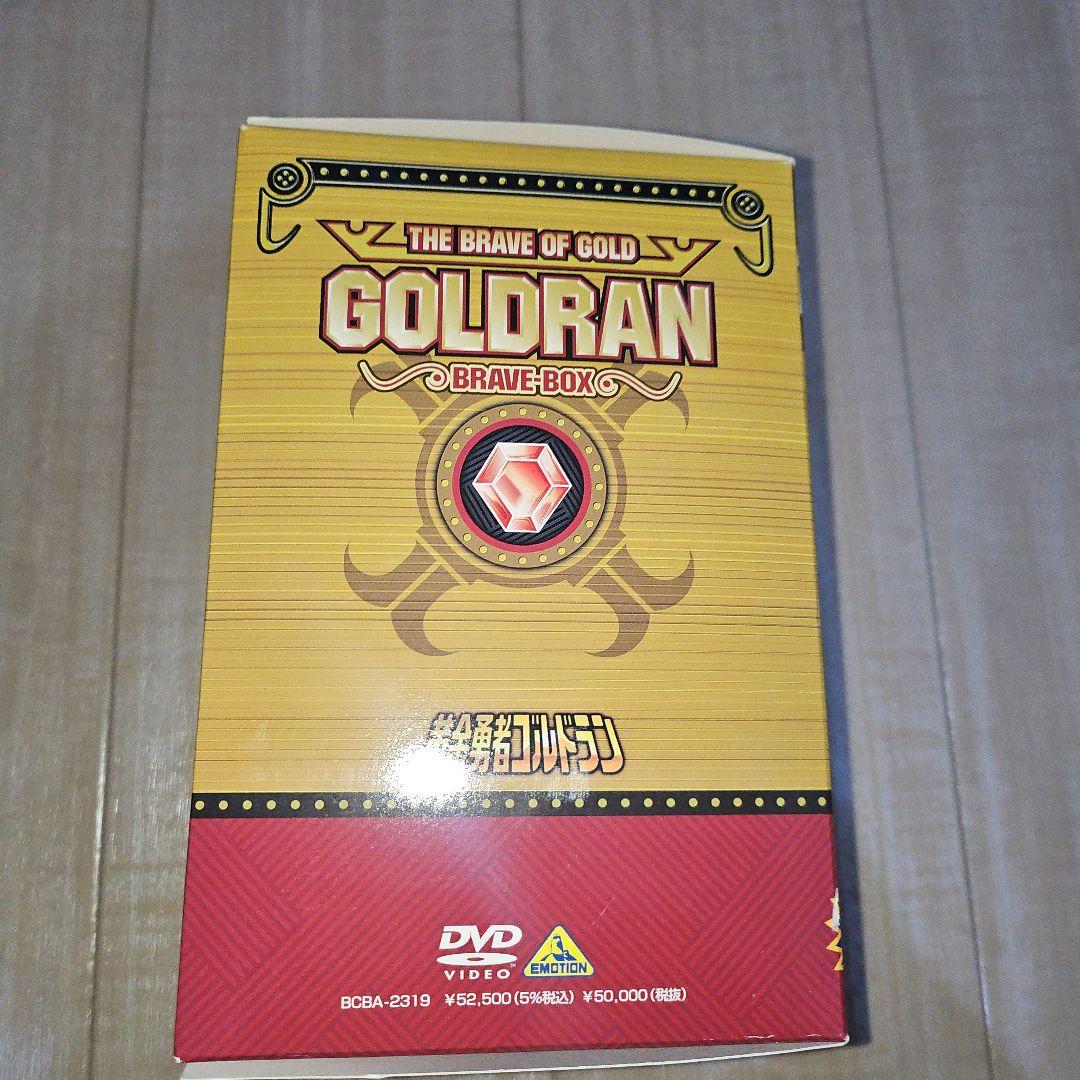 THE BRAVE OF GOLD
GOLDRAN
BRAVE-BOX
黄金勇者ゴルドラン
DVD
VIDEO™
EMOTION
BCBA-2319 ¥52,500(5%税込) ¥50,000(税抜)